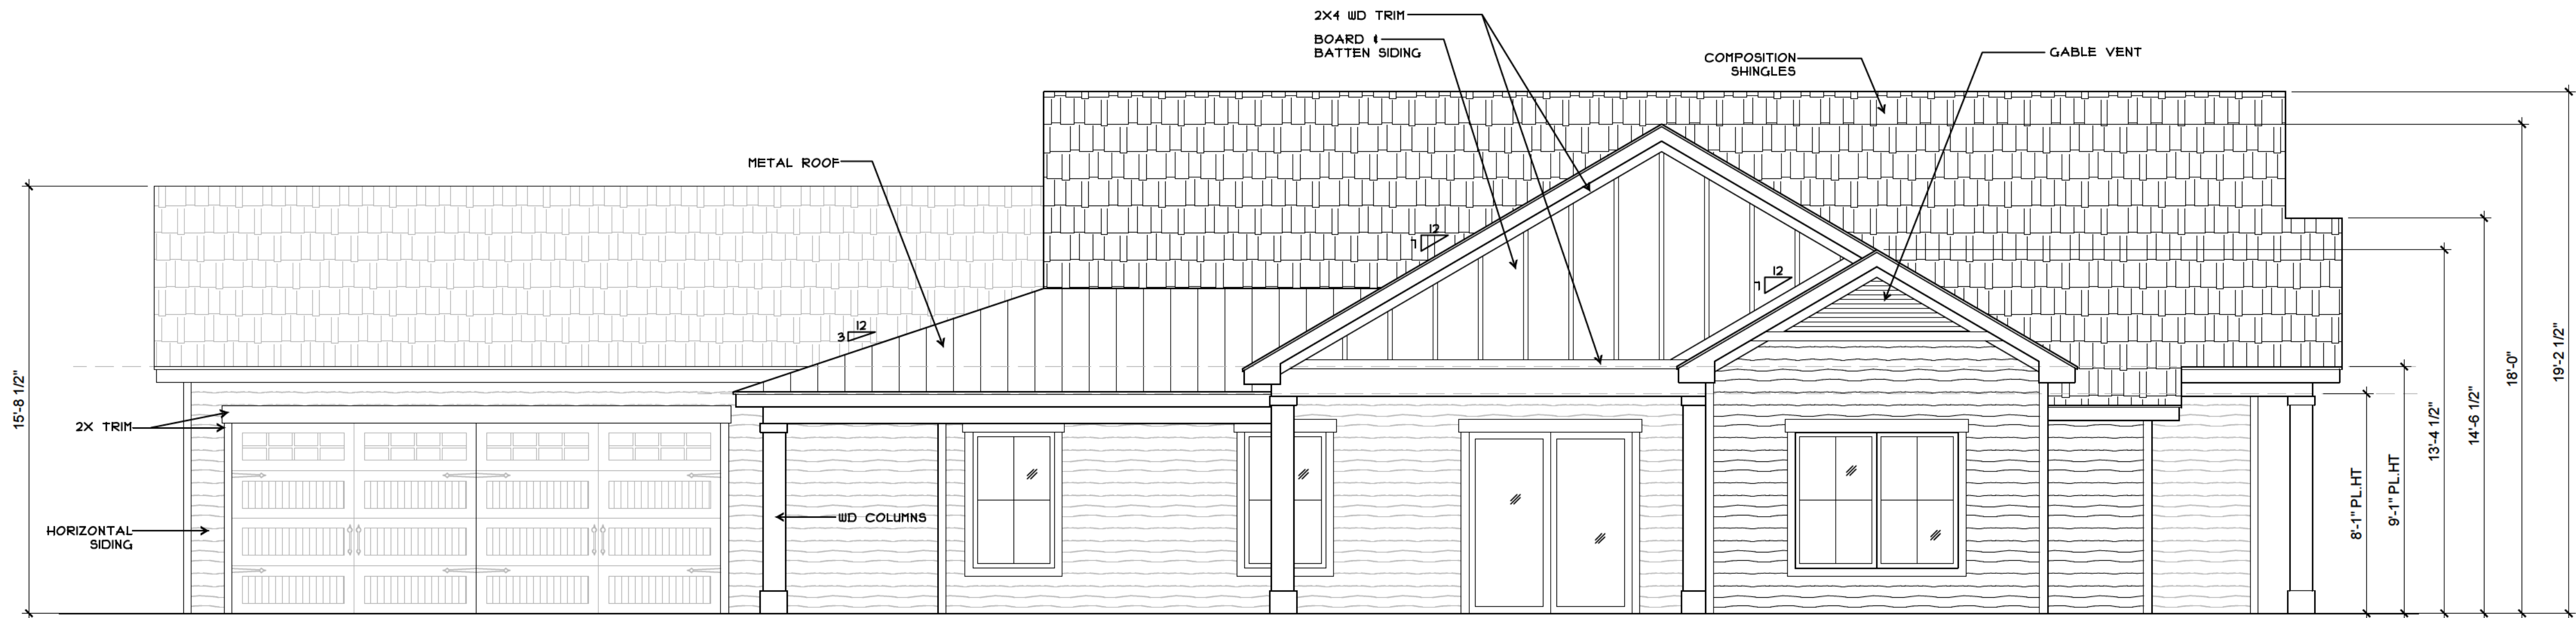 2X4 WD TRIM
BOARD &
BATTEN SIDING
COMPOSITION
SHINGLES
GABLE VENT
METAL ROOF
12
7
12
7
12
3
15'-8 1/2"
2X TRIM
HORIZONTAL
SIDING
WD COLUMNS
8'-1" PL.HT
9'-1" PL.HT
13'-4 1/2"
14'-6 1/2"
18'-0"
19'-2 1/2"